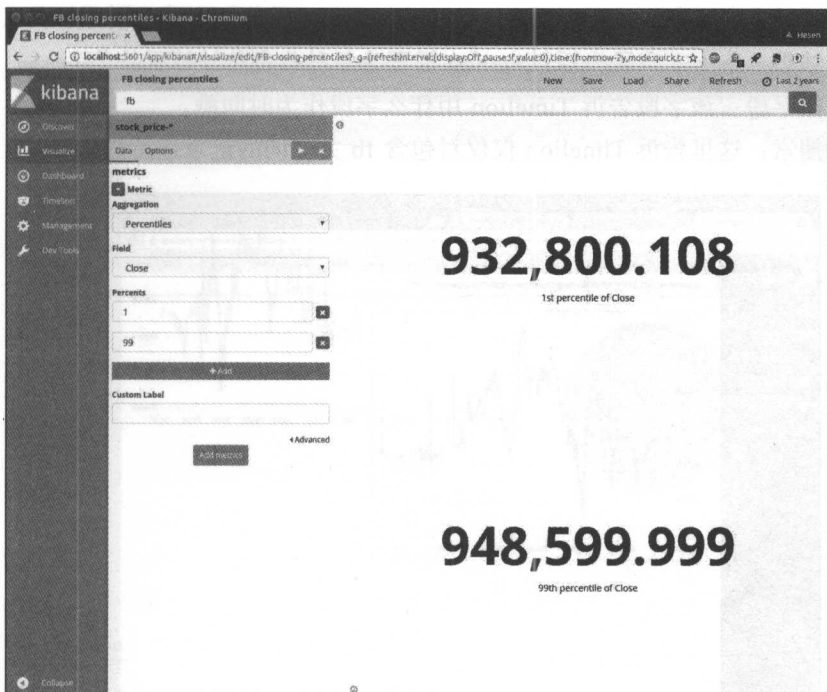 FB closing percentiles - Kibana - Chromium
FB closing percent
A Hesen
localhost:5601/app/kibana#/visualize/edit/FB-closing-percentiles?_g=(refreshInterval:(display:Off,pause:!f,value:0),time:(from:now-2y,mode:quick,tc
kibana
FB closing percentiles
New Save Load Share Refresh Last 2 years
fb
Discover
Visualize
Dashboard
Timelion
Management
Dev Tools
Collapse
stock_price-*
Data Options
metrics
Metric
Aggregation
Percentiles
Field
Close
Percents
1
99
+ Add
Custom Label
Advanced
Add metrics
932,800.108
1st percentile of Close
948,599.999
99th percentile of Close